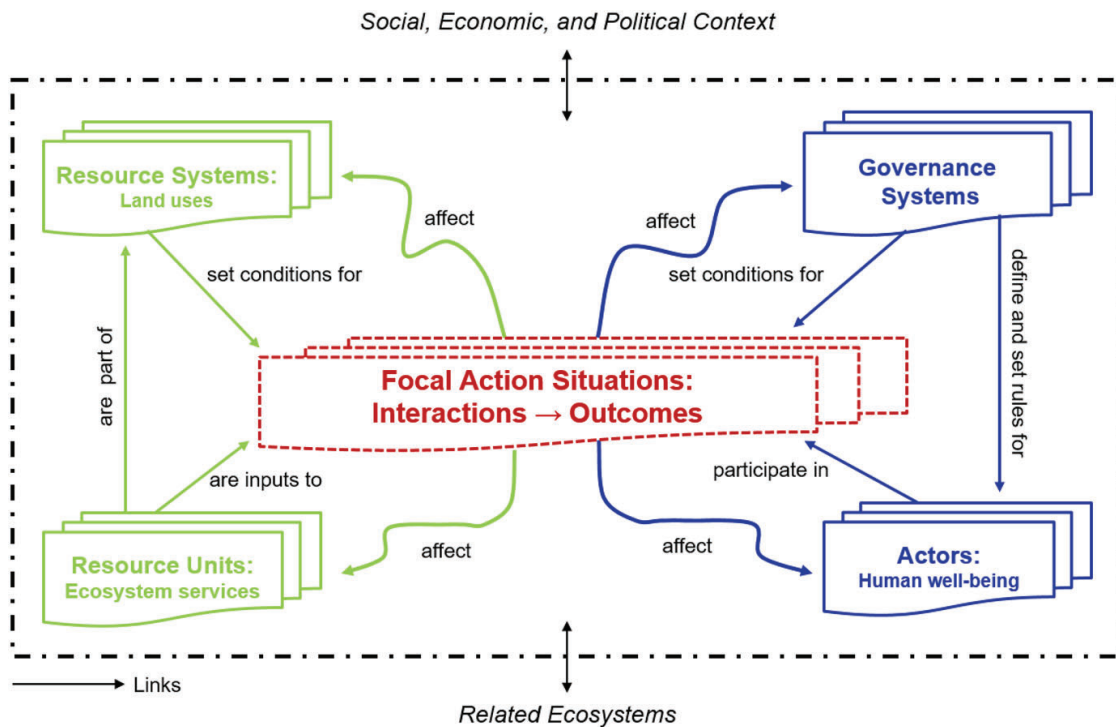 Social, Economic, and Political Context
Resource Systems:
Land uses
Governance
Systems
affect
affect
set conditions for
set conditions for
define and set rules for
are part of
Focal Action Situations:
Interactions → Outcomes
are inputs to
participate in
Resource Units:
Ecosystem services
affect
affect
Actors:
Human well-being
Links
Related Ecosystems